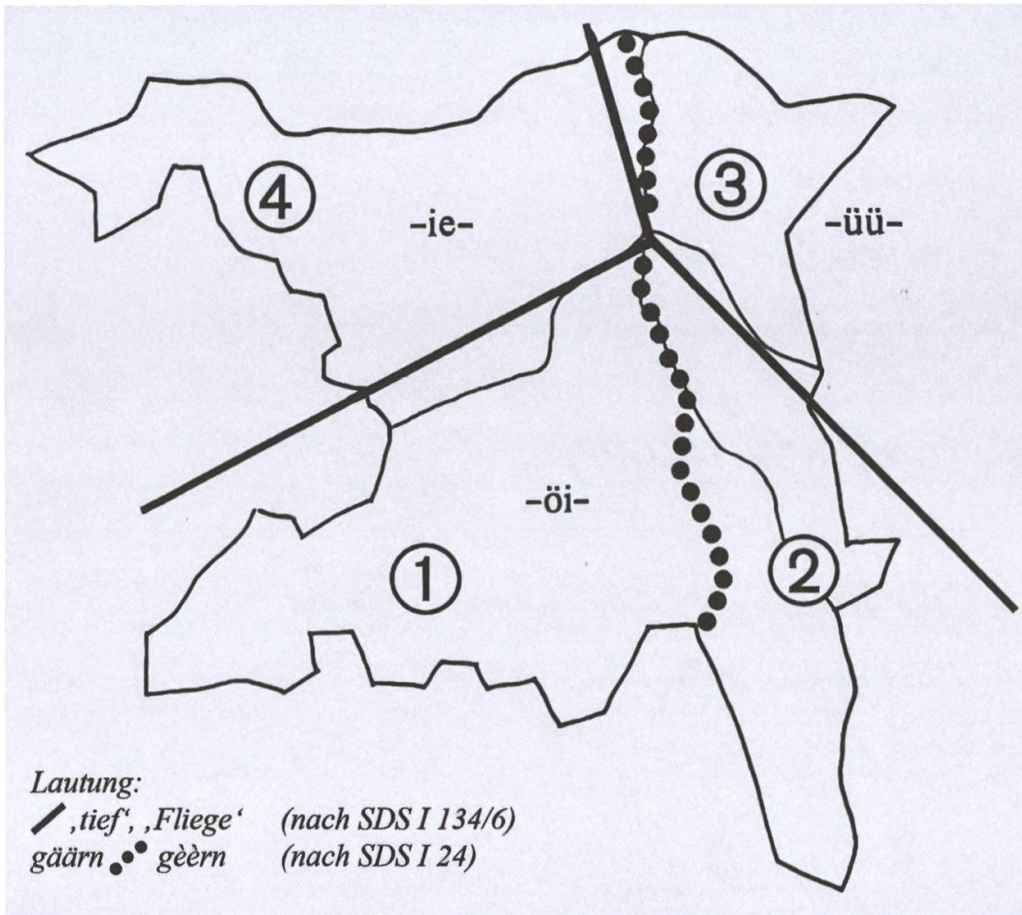 ③
④
-ie-
-üü-
-öi-
①
②
Lautung:
‚tief‘, ‚Fliege‘ (nach SDS I 134/6)
gäärn gèèrn (nach SDS I 24)